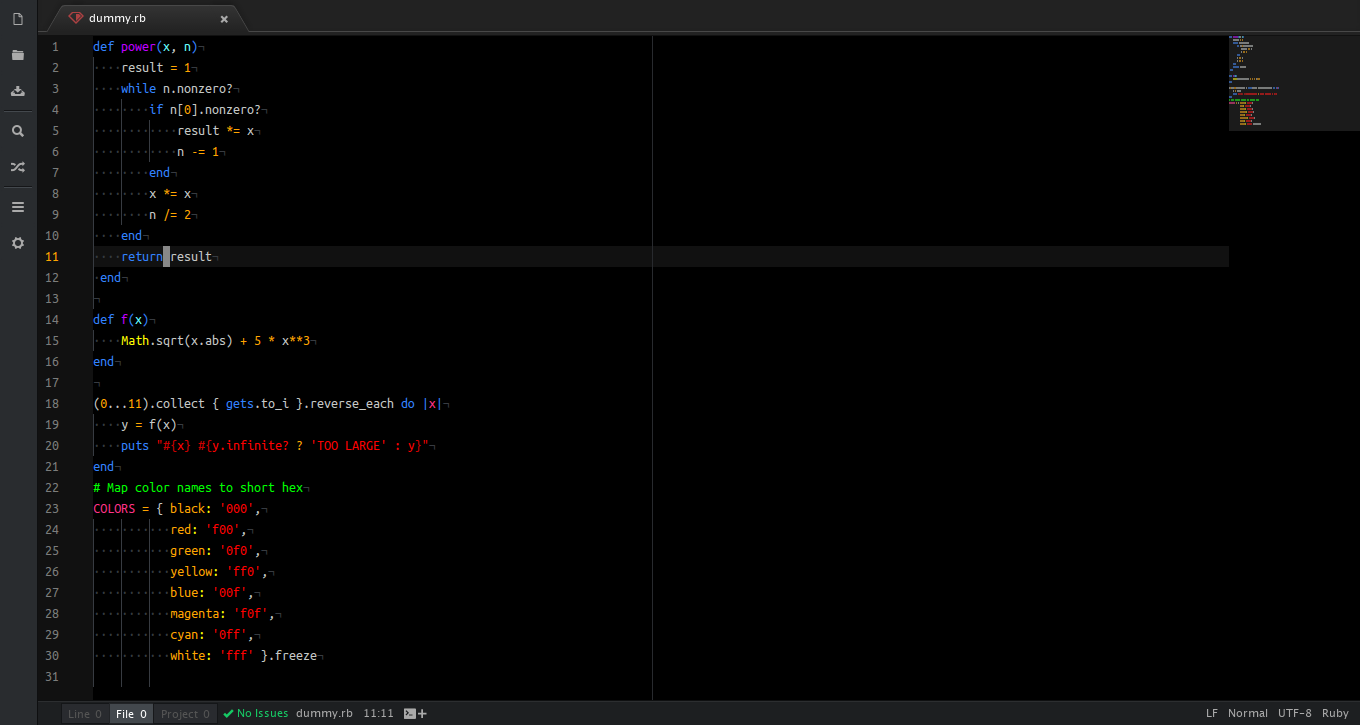 dummy.rb
1 def power(x, n)
2 result = 1
3 while n.nonzero?
4 if n[0].nonzero?
5 result *= x
6 n -= 1
7 end
8 x *= x
9 n /= 2
10 end
11 return result
12 end
13
14 def f(x)
15 Math.sqrt(x.abs) + 5 * x**3
16 end
17
18 (0...11).collect { gets.to_i }.reverse_each do |x|
19 y = f(x)
20 puts "#{x} #{y.infinite? ? 'TOO LARGE' : y}"
21 end
22 # Map color names to short hex
23 COLORS = { black: '000',
24 red: 'f00',
25 green: '0f0',
26 yellow: 'ff0',
27 blue: '00f',
28 magenta: 'f0f',
29 cyan: '0ff',
30 white: 'fff' }.freeze
31
Line 0 File 0 Project 0 No Issues dummy.rb 11:11 LF Normal UTF-8 Ruby